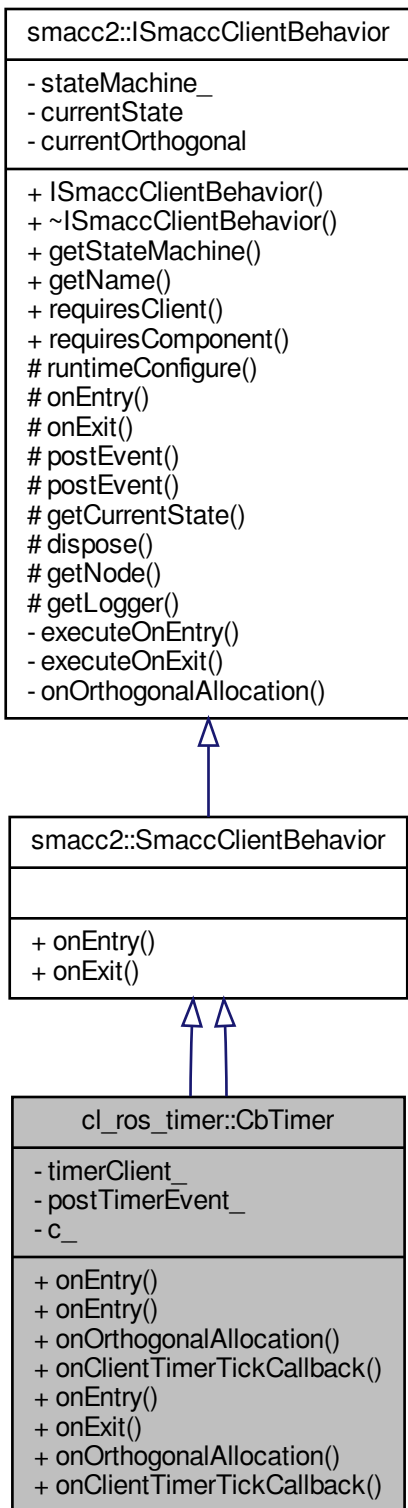 smacc2::ISmaccClientBehavior
- stateMachine_
- currentState
- currentOrthogonal
+ ISmaccClientBehavior()
+ ~ISmaccClientBehavior()
+ getStateMachine()
+ getName()
+ requiresClient()
+ requiresComponent()
# runtimeConfigure()
# onEntry()
# onExit()
# postEvent()
# postEvent()
# getCurrentState()
# dispose()
# getNode()
# getLogger()
- executeOnEntry()
- executeOnExit()
- onOrthogonalAllocation()
smacc2::SmaccClientBehavior
+ onEntry()
+ onExit()
cl_ros_timer::CbTimer
- timerClient_
- postTimerEvent_
- c_
+ onEntry()
+ onEntry()
+ onOrthogonalAllocation()
+ onClientTimerTickCallback()
+ onEntry()
+ onExit()
+ onOrthogonalAllocation()
+ onClientTimerTickCallback()